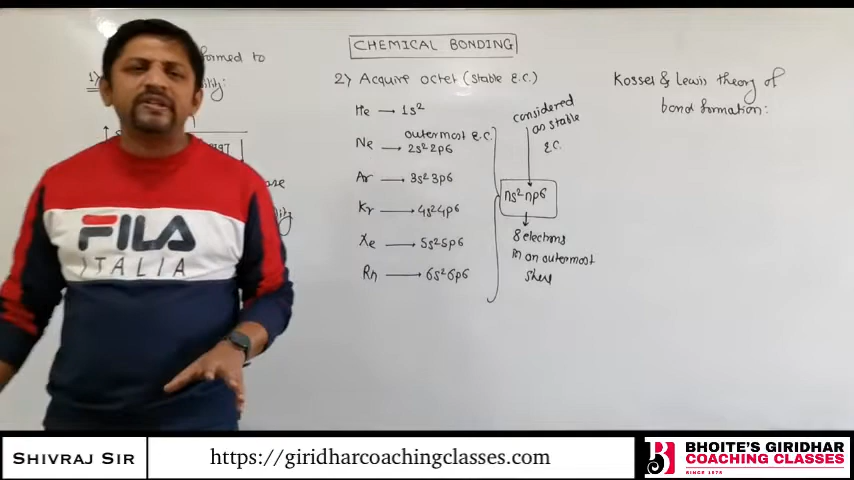 CHEMICAL BONDING
formed to
1)
2) Acquire octet (stable E.C.)
He → 1s²
outermost E.C.
Ne → 2s² 2p6
Ar → 3s² 3p6
Kr → 4s² 4p6
Xe → 5s² 5p6
Rn → 6s² 6p6
considered
as stable
E.C.
ns² np6
8 electrons
in an outermost
shell
Kossel & Lewis theory of
bond formation:
FILA
ITALIA
SHIVRAJ SIR
https://giridharcoachingclasses.com
BHOITE'S GIRIDHAR
COACHING CLASSES